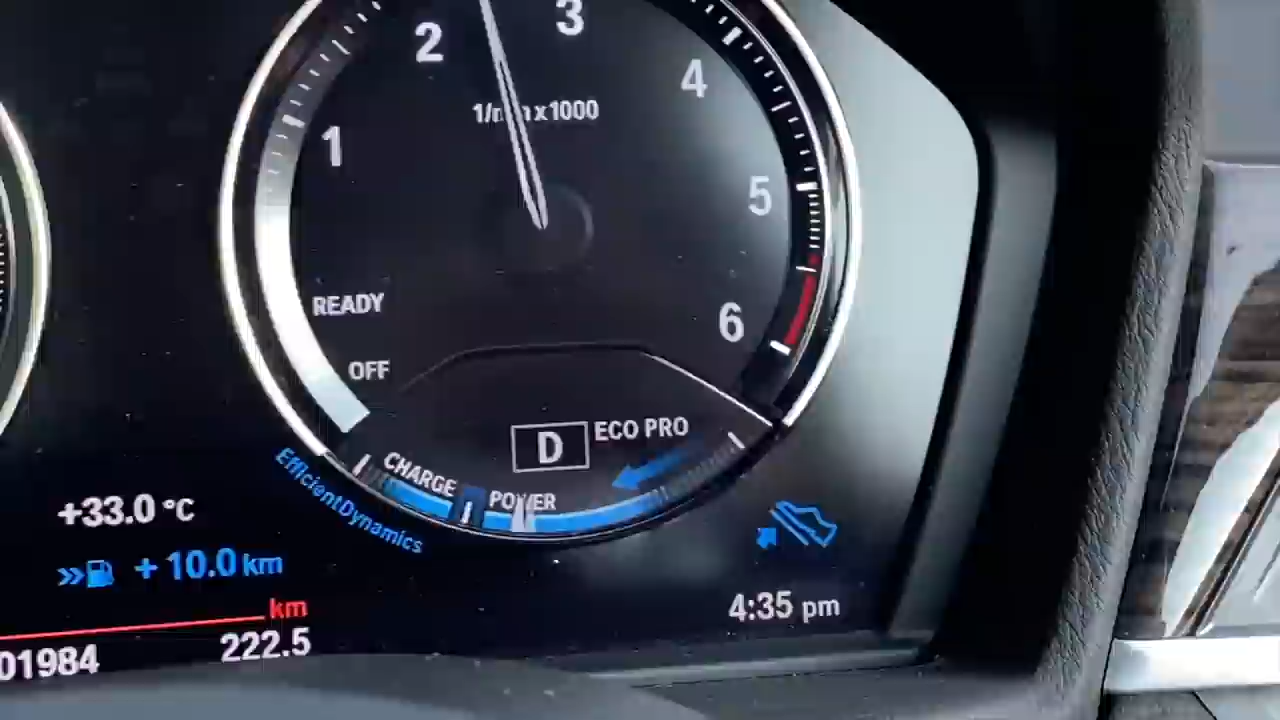 2
3
4
1/min x1000
1
5
READY
6
OFF
ECO PRO
D
CHARGE
POWER
EfficientDynamics
+33.0 °C
+ 10.0 km
km
4:35 pm
01984
222.5